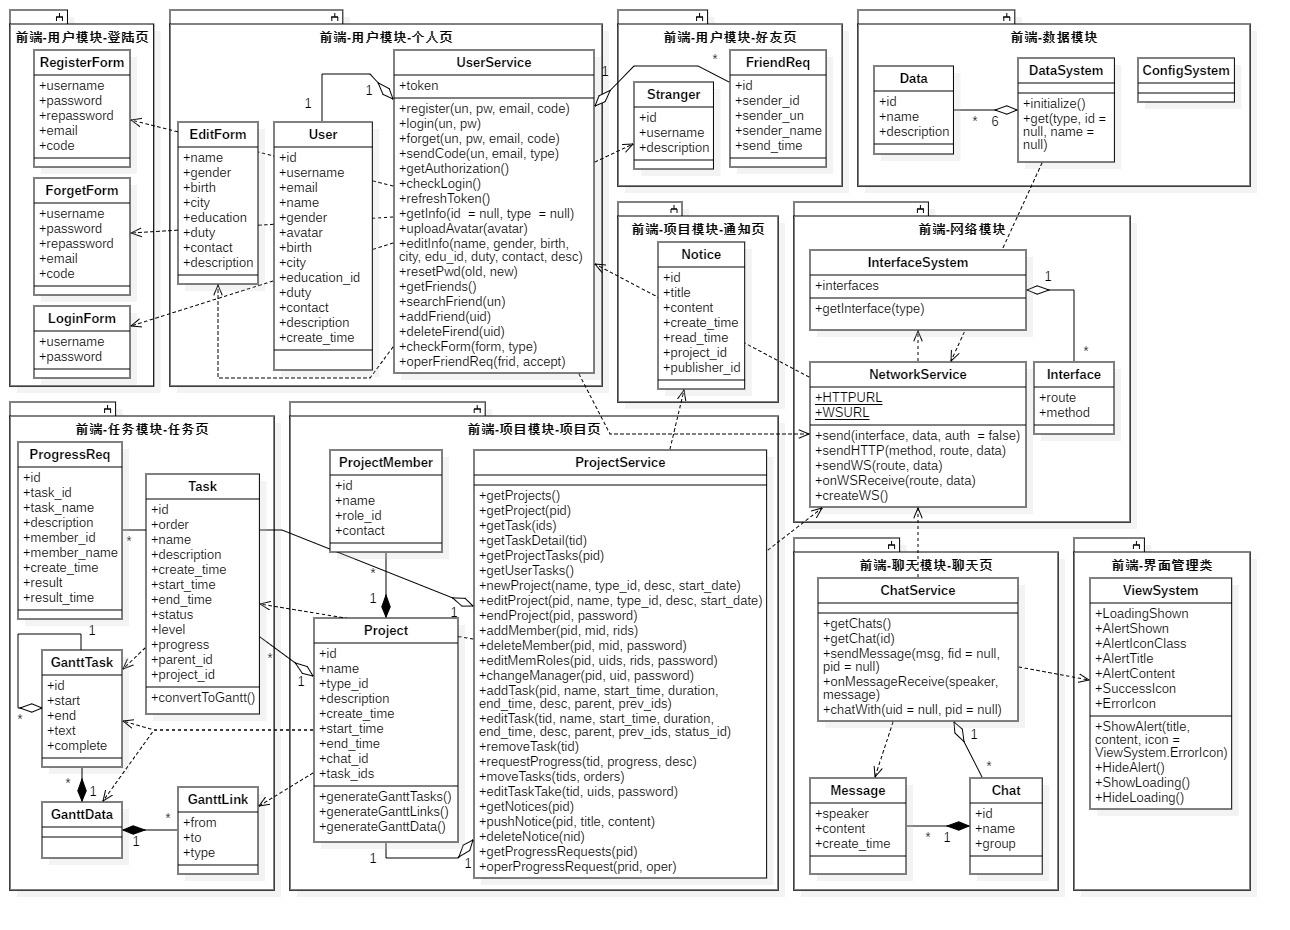 前端-用户模块-登陆页
RegisterForm
+username
+password
+repassword
+email
+code
ForgetForm
+username
+password
+repassword
+email
+code
LoginForm
+username
+password
前端-用户模块-个人页
EditForm
+name
+gender
+birth
+city
+education
+duty
+contact
+description
User
+id
+username
+email
+name
+gender
+avatar
+birth
+city
+education_id
+duty
+contact
+description
+create_time
1
1
UserService
+token
+register(un, pw, email, code)
+login(un, pw)
+forget(un, pw, email, code)
+sendCode(un, email, type)
+getAuthorization()
+checkLogin()
+refreshToken()
+getInfo(id = null, type = null)
+uploadAvatar(avatar)
+editInfo(name, gender, birth,
city, edu_id, duty, contact, desc)
+resetPwd(old, new)
+getFriends()
+searchFriend(un)
+addFriend(uid)
+deleteFirend(uid)
+checkForm(form, type)
+operFriendReq(frid, accept)
前端-用户模块-好友页
1
*
Stranger
+id
+username
+description
FriendReq
+id
+sender_id
+sender_un
+sender_name
+send_time
前端-数据模块
Data
+id
+name
+description
*
6
DataSystem
+initialize()
+get(type, id =
null, name =
null)
ConfigSystem
前端-项目模块-通知页
Notice
+id
+title
+content
+create_time
+read_time
+project_id
+publisher_id
前端-网络模块
InterfaceSystem
+interfaces
+getInterface(type)
1
*
NetworkService
+HTTPURL
+WSURL
+send(interface, data, auth = false)
+sendHTTP(method, route, data)
+sendWS(route, data)
+onWSReceive(route, data)
+createWS()
Interface
+route
+method
前端-任务模块-任务页
ProgressReq
+id
+task_id
+task_name
+description
+member_id
+member_name
+create_time
+result
+result_time
*
Task
+id
+order
+name
+description
+create_time
+start_time
+end_time
+status
+level
+progress
+parent_id
+project_id
+convertToGantt()
1
*
GanttTask
+id
+start
+end
+text
+complete
*
1
GanttData
1
*
GanttLink
+from
+to
+type
前端-项目模块-项目页
ProjectMember
+id
+name
+role_id
+contact
*
1
1
*
1
Project
+id
+name
+type_id
+description
+create_time
+start_time
+end_time
+chat_id
+task_ids
+generateGanttTasks()
+generateGanttLinks()
+generateGanttData()
1
1
ProjectService
+getProjects()
+getProject(pid)
+getTask(ids)
+getTaskDetail(tid)
+getProjectTasks(pid)
+getUserTasks()
+newProject(name, type_id, desc, start_date)
+editProject(pid, name, type_id, desc, start_date)
+endProject(pid, password)
+addMember(pid, mid, rids)
+deleteMember(pid, mid, password)
+editMemRoles(pid, uids, rids, password)
+changeManager(pid, uid, password)
+addTask(pid, name, start_time, duration,
end_time, desc, parent, prev_ids)
+editTask(tid, name, start_time, duration,
end_time, desc, parent, prev_ids, status_id)
+removeTask(tid)
+requestProgress(tid, progress, desc)
+moveTasks(tids, orders)
+editTaskTake(tid, uids, password)
+getNotices(pid)
+pushNotice(pid, title, content)
+deleteNotice(nid)
+getProgressRequests(pid)
+operProgressRequest(prid, oper)
前端-聊天模块-聊天页
ChatService
+getChats()
+getChat(id)
+sendMessage(msg, fid = null,
pid = null)
+onMessageReceive(speaker,
message)
+chatWith(uid = null, pid = null)
1
*
Message
+speaker
+content
+create_time
*
1
Chat
+id
+name
+group
前端-界面管理类
ViewSystem
+LoadingShown
+AlertShown
+AlertIconClass
+AlertTitle
+AlertContent
+SuccessIcon
+ErrorIcon
+ShowAlert(title,
content, icon =
ViewSystem.ErrorIcon)
+HideAlert()
+ShowLoading()
+HideLoading()